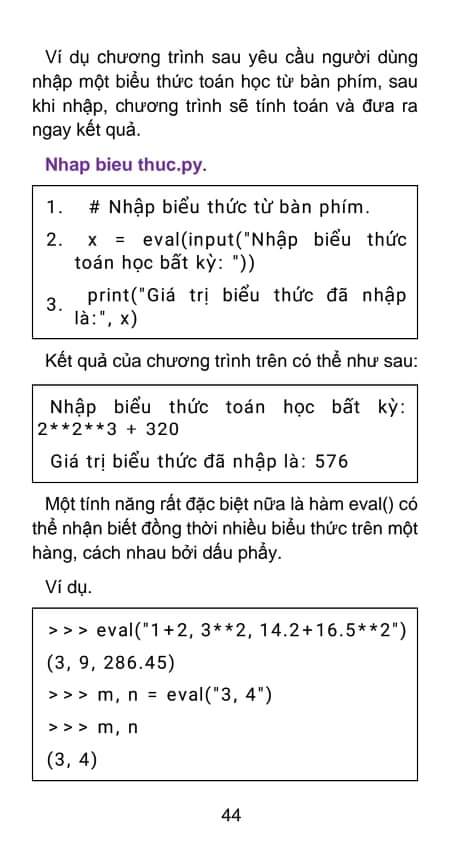 Ví dụ chương trình sau yêu cầu người dùng
nhập một biểu thức toán học từ bàn phím, sau
khi nhập, chương trình sẽ tính toán và đưa ra
ngay kết quả.
Nhap bieu thuc.py.
1. # Nhập biểu thức từ bàn phím.
2. x = eval(input("Nhập biểu thức
toán học bất kỳ: "))
3. print("Giá trị biểu thức đã nhập
là:", x)
Kết quả của chương trình trên có thể như sau:
Nhập biểu thức toán học bất kỳ:
2**2**3 + 320
Giá trị biểu thức đã nhập là: 576
Một tính năng rất đặc biệt nữa là hàm eval() có
thể nhận biết đồng thời nhiều biểu thức trên một
hàng, cách nhau bởi dấu phẩy.
Ví dụ.
>>> eval("1+2, 3**2, 14.2+16.5**2")
(3, 9, 286.45)
>>> m, n = eval("3, 4")
>>> m, n
(3, 4)
44